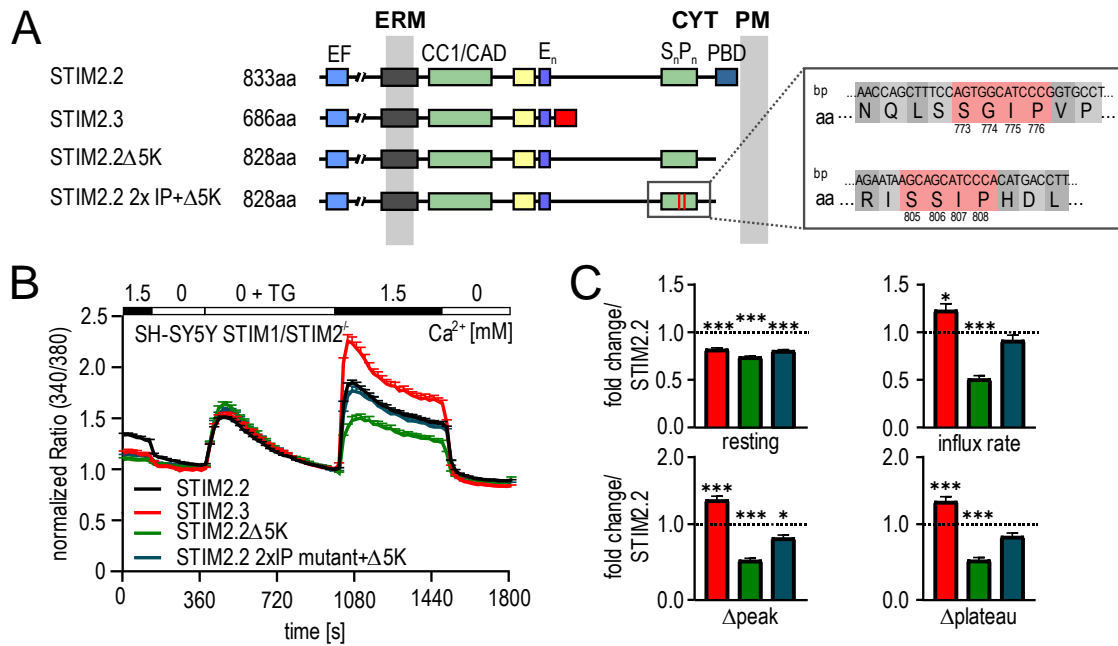 A
ERM
CYT PM
EF
CC1/CAD
En
SnPn
PBD
STIM2.2 833aa
STIM2.3 686aa
STIM2.2Δ5K 828aa
STIM2.2 2x IP+Δ5K 828aa
bp
...AACCAGCTTTCCAGTGGCATCCCGGTGCCT...
aa ... N Q L S S G I P V P ...
773 774 775 776
bp
...AGAATAAGCAGCATCCCACATGACCTT...
aa ... R I S S I P H D L ...
805 806 807 808
B
1.5 0 0 + TG 1.5 0
SH-SY5Y STIM1/STIM2-/- Ca2+ [mM]
normalized Ratio (340/380)
2.5
2.0
1.5
1.0
0.5
0
STIM2.2
STIM2.3
STIM2.2Δ5K
STIM2.2 2xIP mutant+Δ5K
0 360 720 1080 1440 1800
time [s]
C
fold change/
STIM2.2
1.5
1.0
0.5
0
*** *** ***
resting
1.5
1.0
0.5
0.0
* ***
influx rate
fold change/
STIM2.2
2.0
1.0
0.0
*** *** *
Δpeak
2.0
1.0
0.0
*** ***
Δplateau